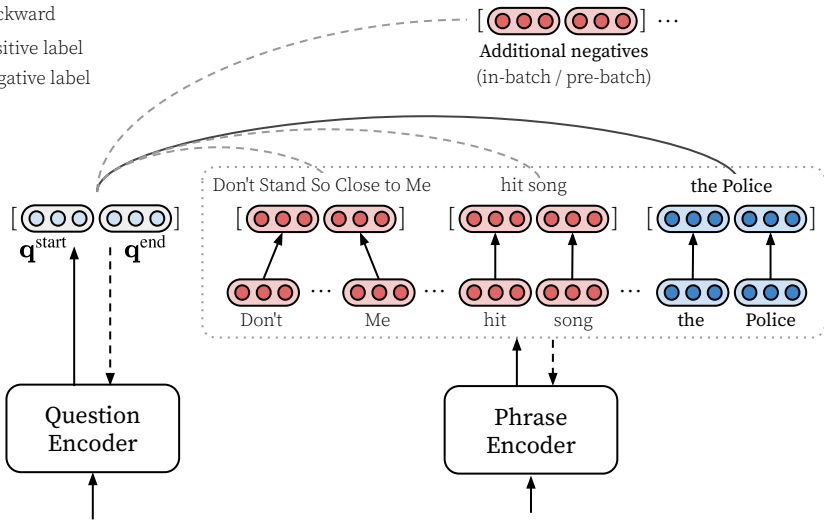 ckward
sitive label
gative label
[ ] ···
Additional negatives
(in-batch / pre-batch)
Don't Stand So Close to Me
hit song
the Police
[ ] [ ] [ ] [ ]
q^start q^end
··· ··· ···
Don't Me hit song the Police
Question
Encoder
Phrase
Encoder